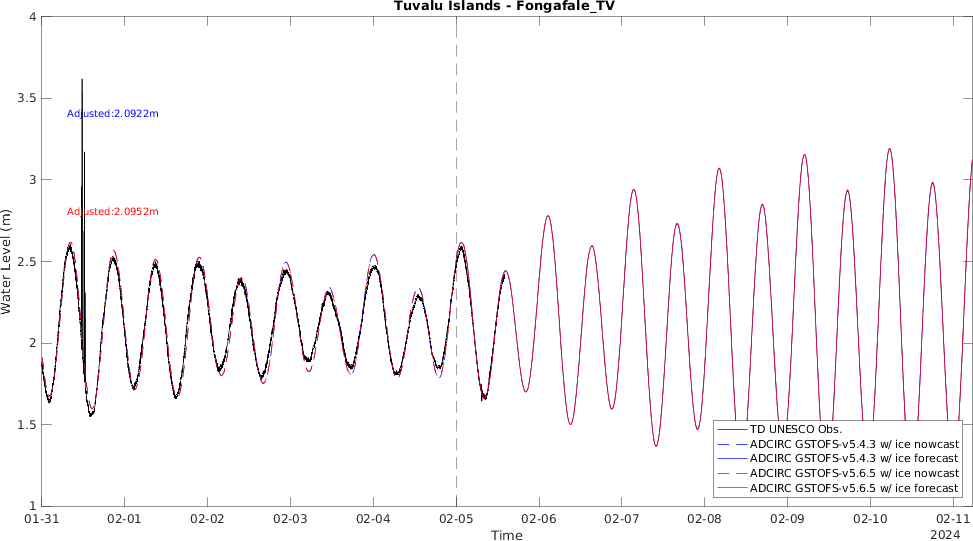 Tuvalu Islands - Fongafale_TV
4
3.5
3
2.5
2
1.5
1
Water Level (m)
Adjusted:2.0922m
Adjusted:2.0952m
TD UNESCO Obs.
ADCIRC GSTOFS-v5.4.3 w/ ice nowcast
ADCIRC GSTOFS-v5.4.3 w/ ice forecast
ADCIRC GSTOFS-v5.6.5 w/ ice nowcast
ADCIRC GSTOFS-v5.6.5 w/ ice forecast
01-31 02-01 02-02 02-03 02-04 02-05 02-06 02-07 02-08 02-09 02-10 02-11
Time
2024